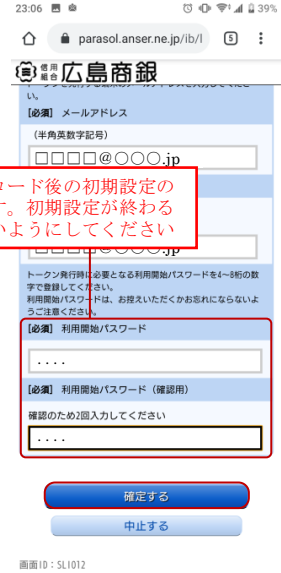 23:06
39%
parasol.anser.ne.jp/ib/l
5
信用組合 広島商銀
い。
【必須】 メールアドレス
（半角英数字記号）
□□□□@○○○.jp
ード後の初期設定の
。初期設定が終わる
いようにしてください
.jp
トークン発行時に必要となる利用開始パスワードを4～8桁の数
字で登録してください。
利用開始パスワードは、お控えいただくかお忘れにならないよ
うご注意ください。
【必須】 利用開始パスワード
....
【必須】 利用開始パスワード（確認用）
確認のため2回入力してください
....
確定する
中止する
画面ID：SLI012